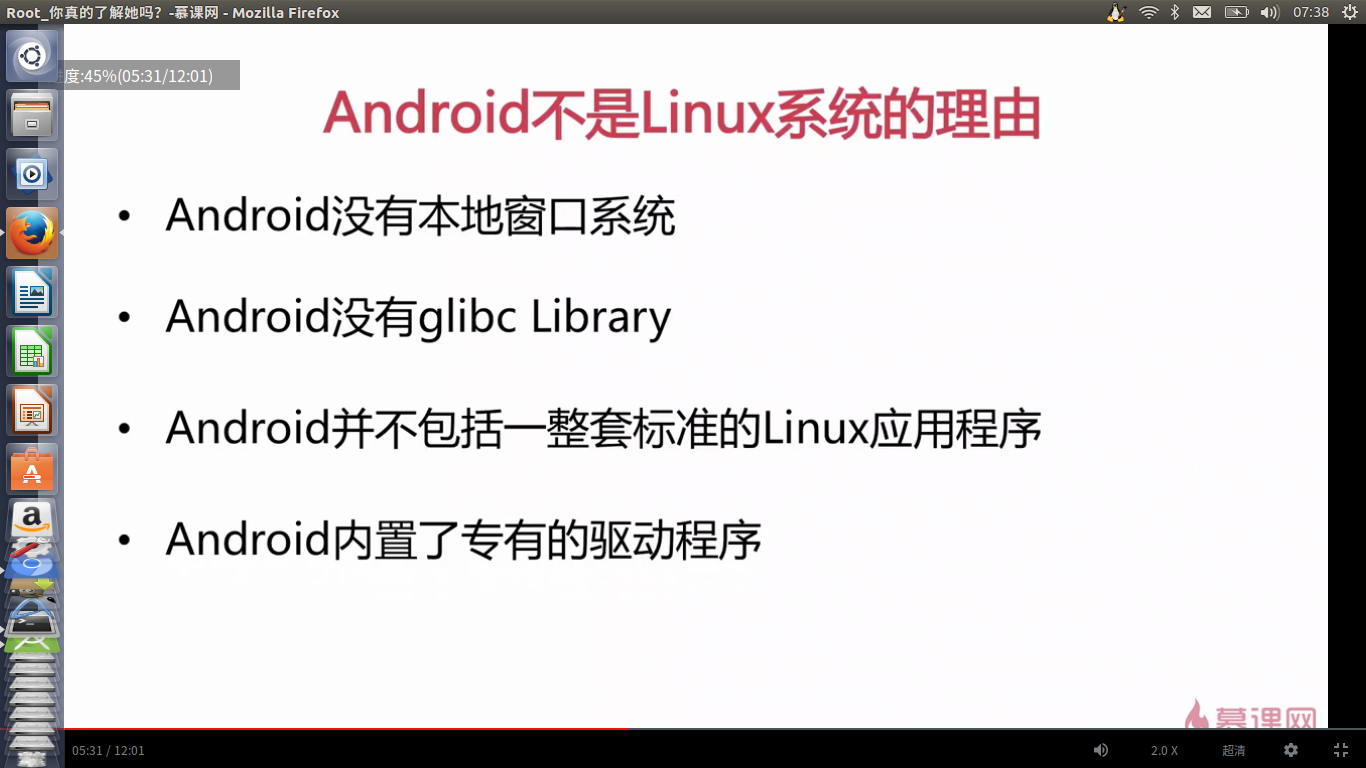 Root_你真的了解她吗？-慕课网 - Mozilla Firefox
07:38
度:45%(05:31/12:01)
Android不是Linux系统的理由
• Android没有本地窗口系统
• Android没有glibc Library
• Android并不包括一整套标准的Linux应用程序
• Android内置了专有的驱动程序
慕课网
05:31 / 12:01
2.0 X
超清